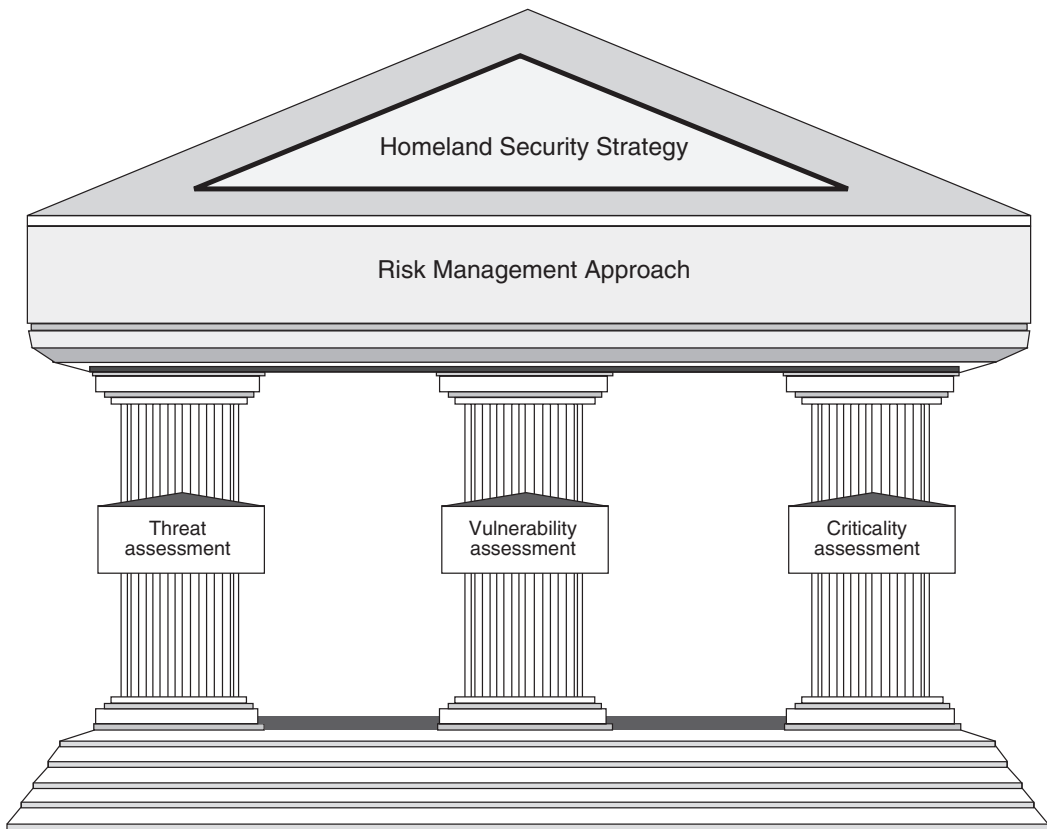 Homeland Security Strategy
Risk Management Approach
Threat
assessment
Vulnerability
assessment
Criticality
assessment